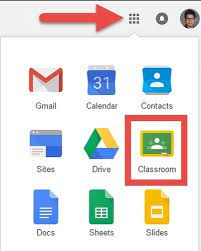 31
Gmail Calendar Contacts
Sites Drive Classroom
Docs Sheets Slides